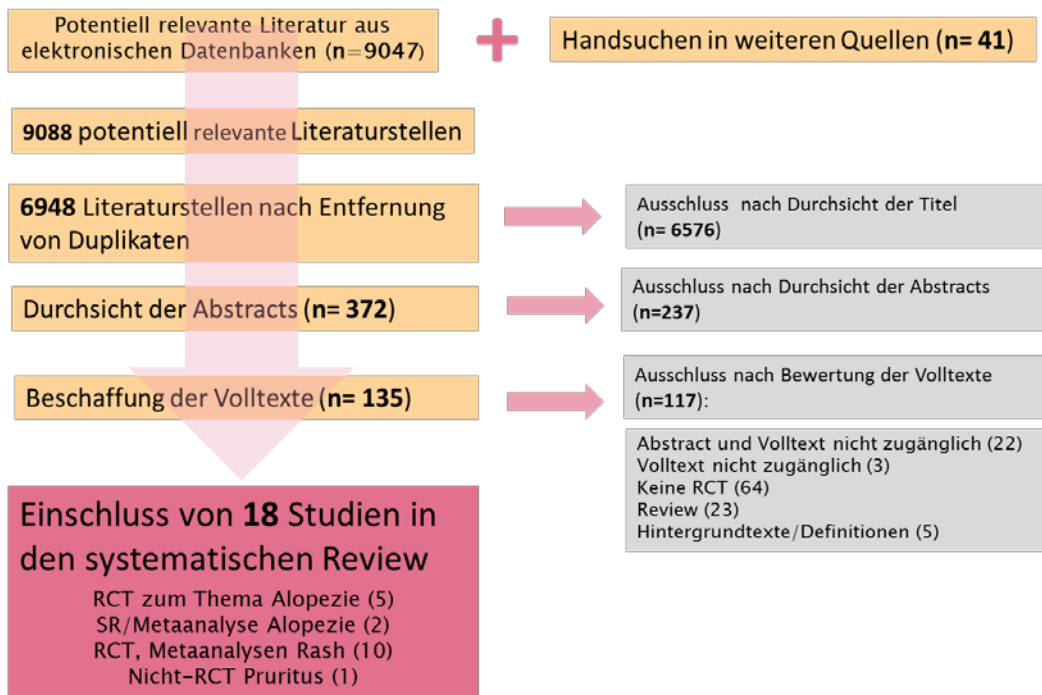 Potentiell relevante Literatur aus
elektronischen Datenbanken (n=9047)
+
Handsuchen in weiteren Quellen (n= 41)
9088 potentiell relevante Literaturstellen
6948 Literaturstellen nach Entfernung
von Duplikaten
Ausschluss nach Durchsicht der Titel
(n= 6576)
Durchsicht der Abstracts (n= 372)
Ausschluss nach Durchsicht der Abstracts
(n=237)
Beschaffung der Volltexte (n= 135)
Ausschluss nach Bewertung der Volltexte
(n=117):
Abstract und Volltext nicht zugänglich (22)
Volltext nicht zugänglich (3)
Keine RCT (64)
Review (23)
Hintergrundtexte/Definitionen (5)
Einschluss von 18 Studien in
den systematischen Review
RCT zum Thema Alopezie (5)
SR/Metaanalyse Alopezie (2)
RCT, Metaanalysen Rash (10)
Nicht-RCT Pruritus (1)